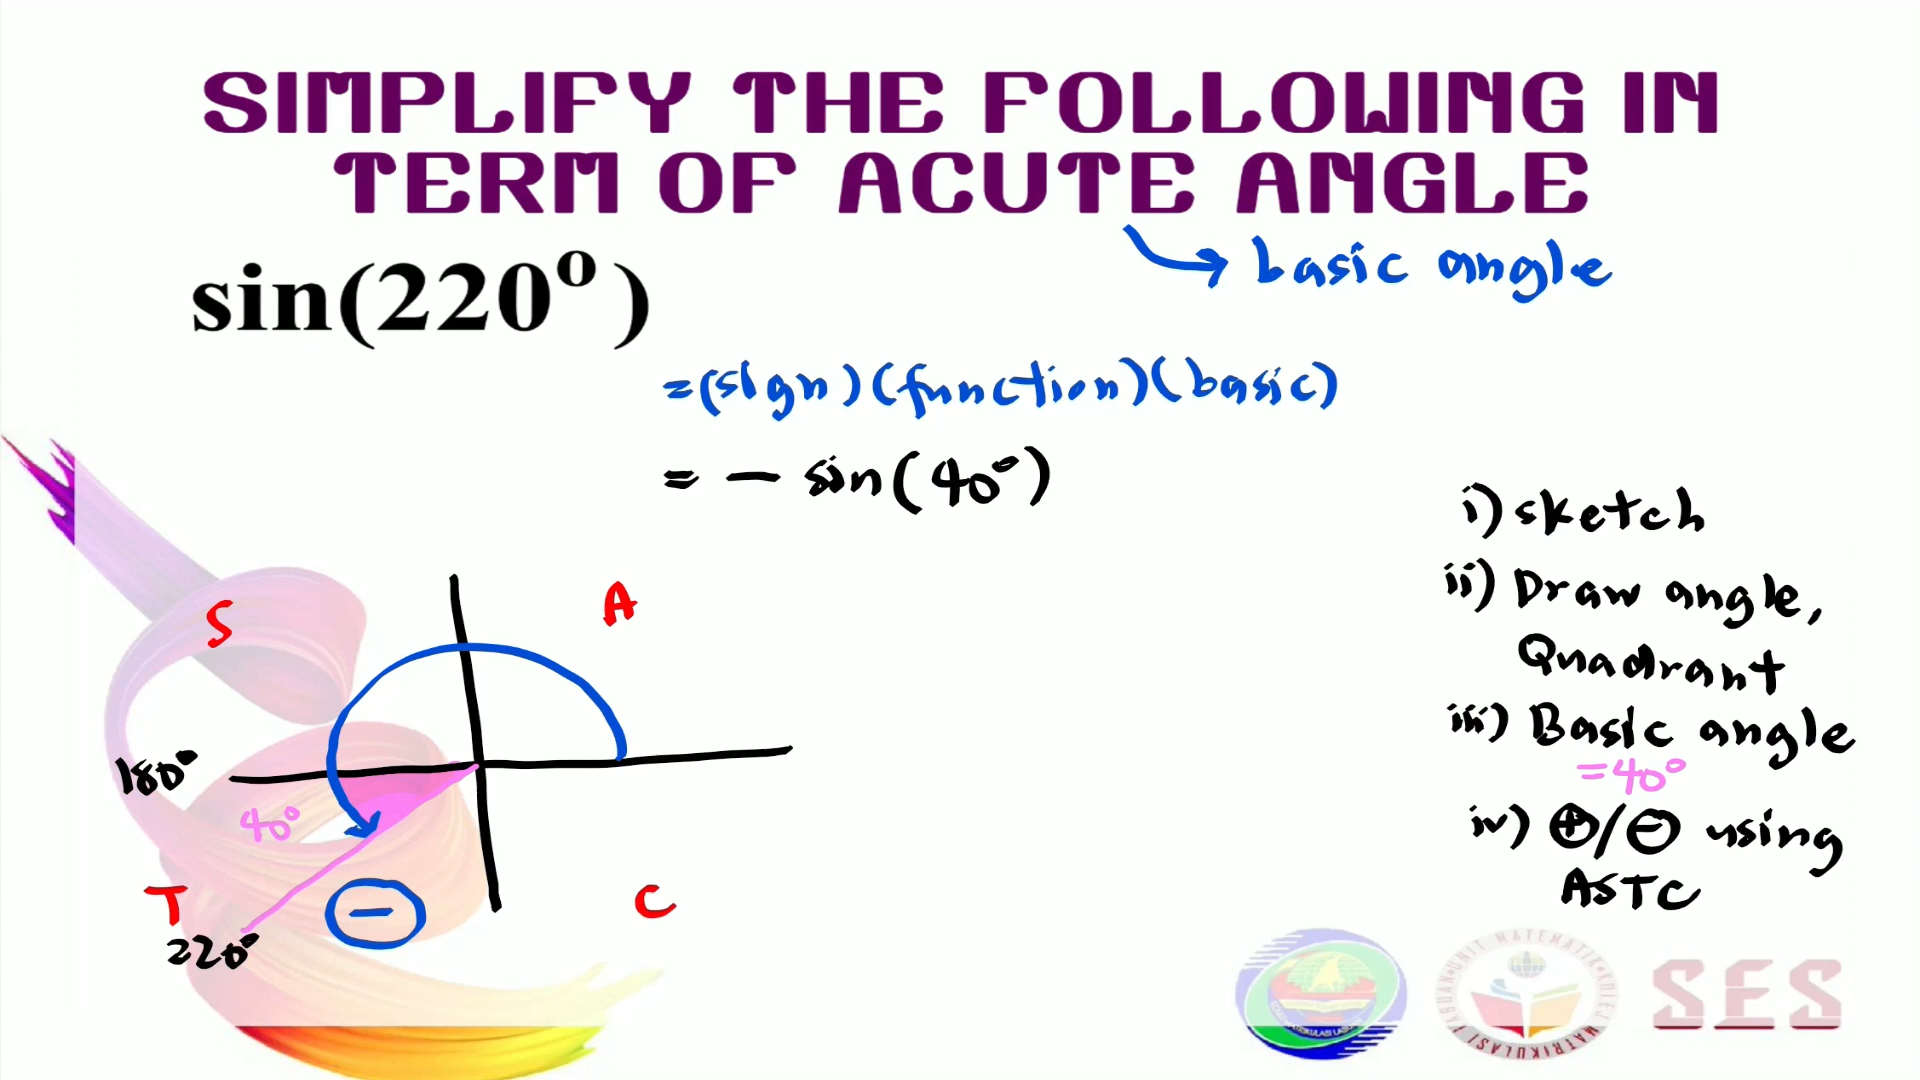 SIMPLIFY THE FOLLOWING IN
TERM OF ACUTE ANGLE
→ basic angle
sin(220°)
=(sign)(function)(basic)
= - sin(40°)
i) sketch
ii) Draw angle,
Quadrant
iii) Basic angle
=40°
iv) ⊕/⊖ using
ASTC
S
A
180°
40°
T
−
C
220°
SES